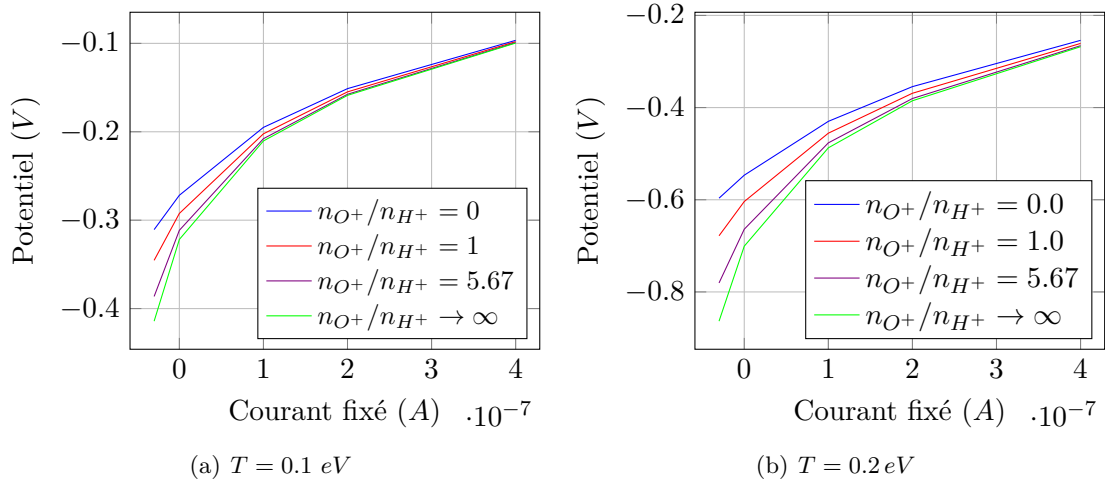 −0.1
−0.2
−0.3
−0.4
Potentiel (V)
0 1 2 3 4
Courant fixé (A) ·10⁻⁷
n_{O⁺}/n_{H⁺} = 0
n_{O⁺}/n_{H⁺} = 1
n_{O⁺}/n_{H⁺} = 5.67
n_{O⁺}/n_{H⁺} → ∞
(a) T = 0.1 eV
−0.2
−0.4
−0.6
−0.8
Potentiel (V)
0 1 2 3 4
Courant fixé (A) ·10⁻⁷
n_{O⁺}/n_{H⁺} = 0.0
n_{O⁺}/n_{H⁺} = 1.0
n_{O⁺}/n_{H⁺} = 5.67
n_{O⁺}/n_{H⁺} → ∞
(b) T = 0.2 eV